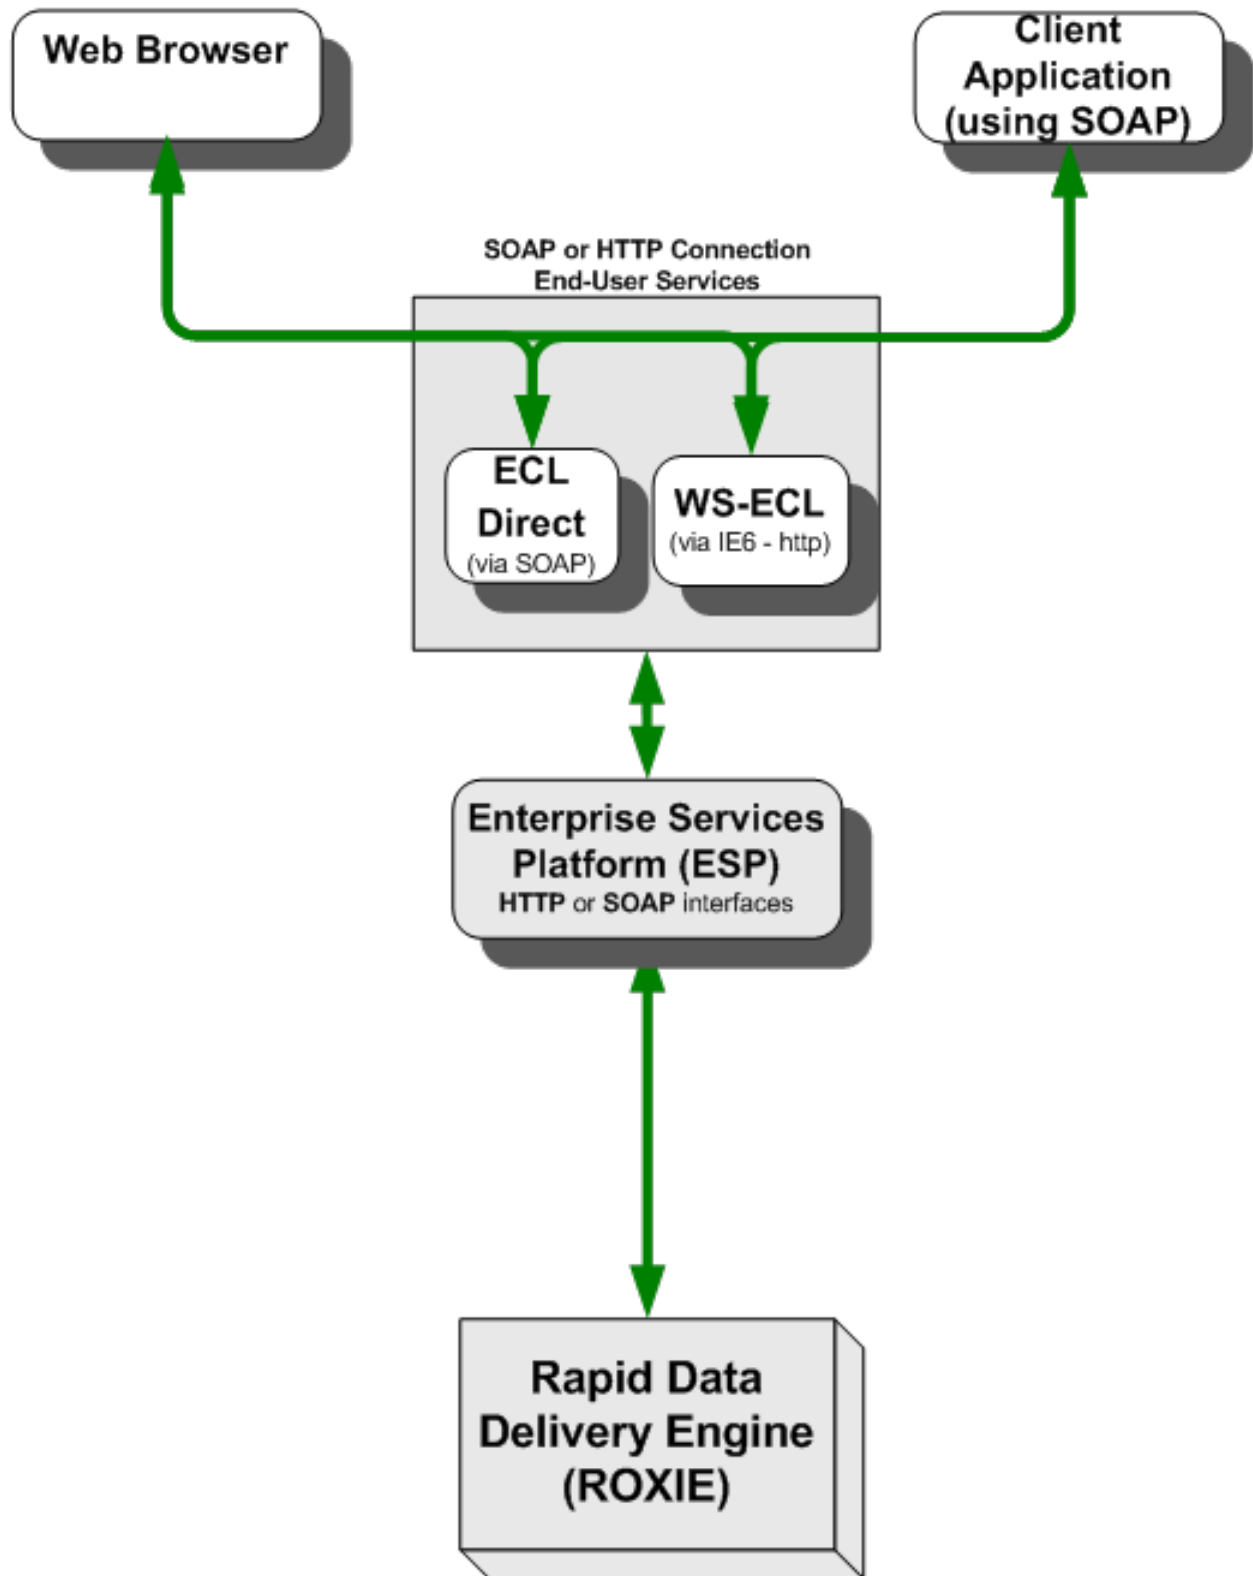 Web Browser
Client
Application
(using SOAP)
SOAP or HTTP Connection
End-User Services
ECL
Direct
(via SOAP)
WS-ECL
(via IE6 - http)
Enterprise Services
Platform (ESP)
HTTP or SOAP interfaces
Rapid Data
Delivery Engine
(ROXIE)